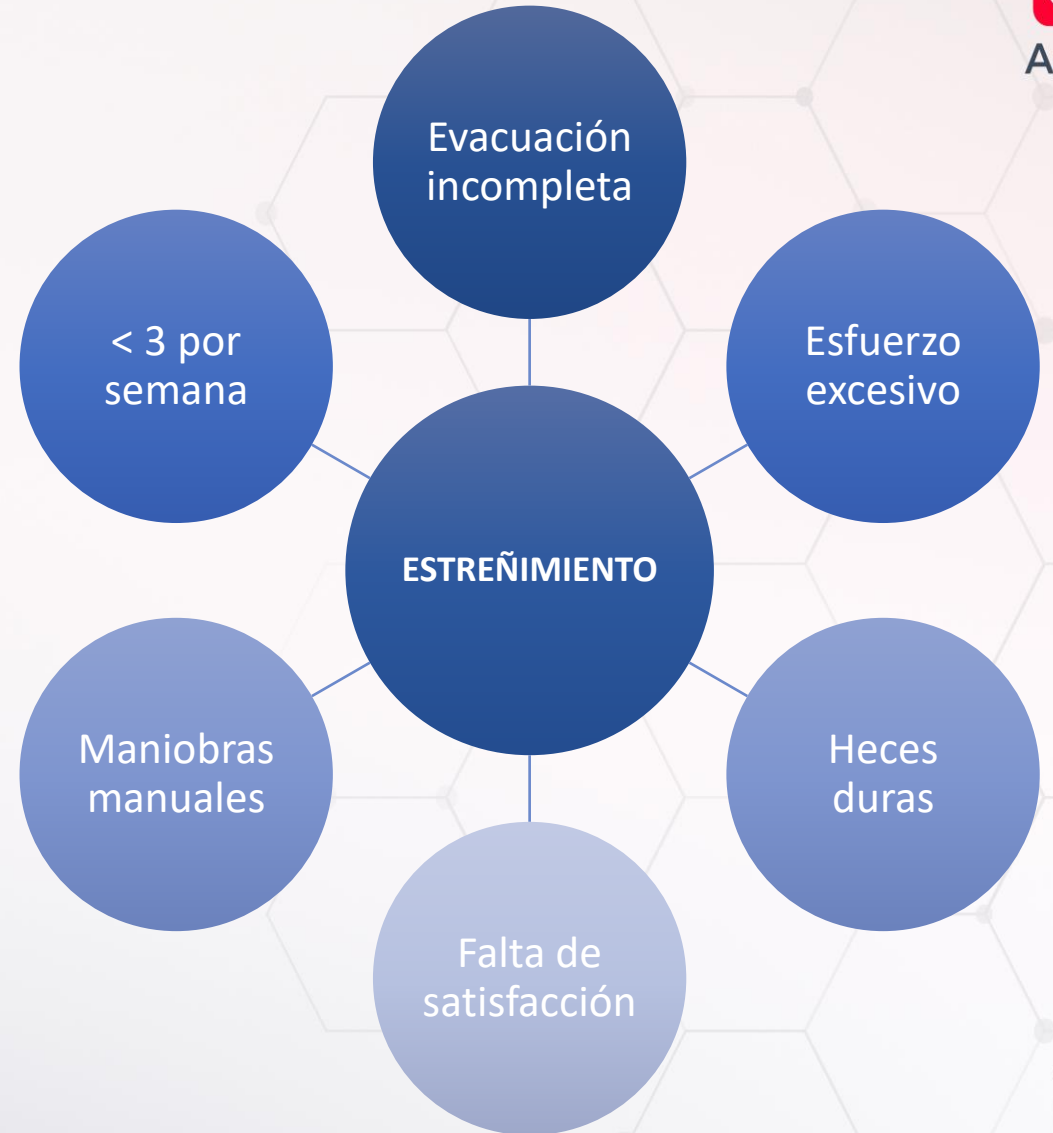 A
Evacuación
incompleta
Esfuerzo
excesivo
Heces
duras
Falta de
satisfacción
Maniobras
manuales
< 3 por
semana
ESTREÑIMIENTO